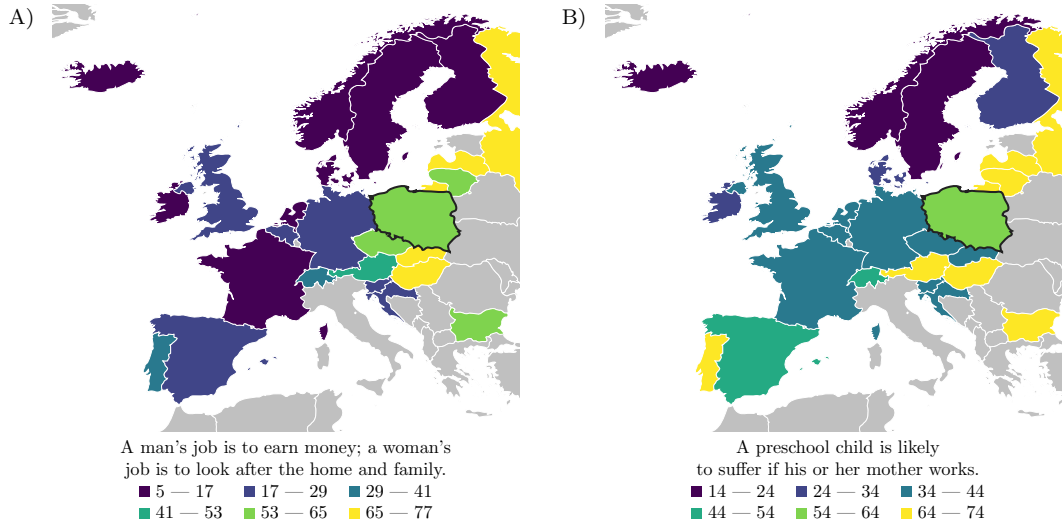 A)
A man's job is to earn money; a woman's
job is to look after the home and family.
5 — 17 17 — 29 29 — 41
41 — 53 53 — 65 65 — 77
B)
A preschool child is likely
to suffer if his or her mother works.
14 — 24 24 — 34 34 — 44
44 — 54 54 — 64 64 — 74